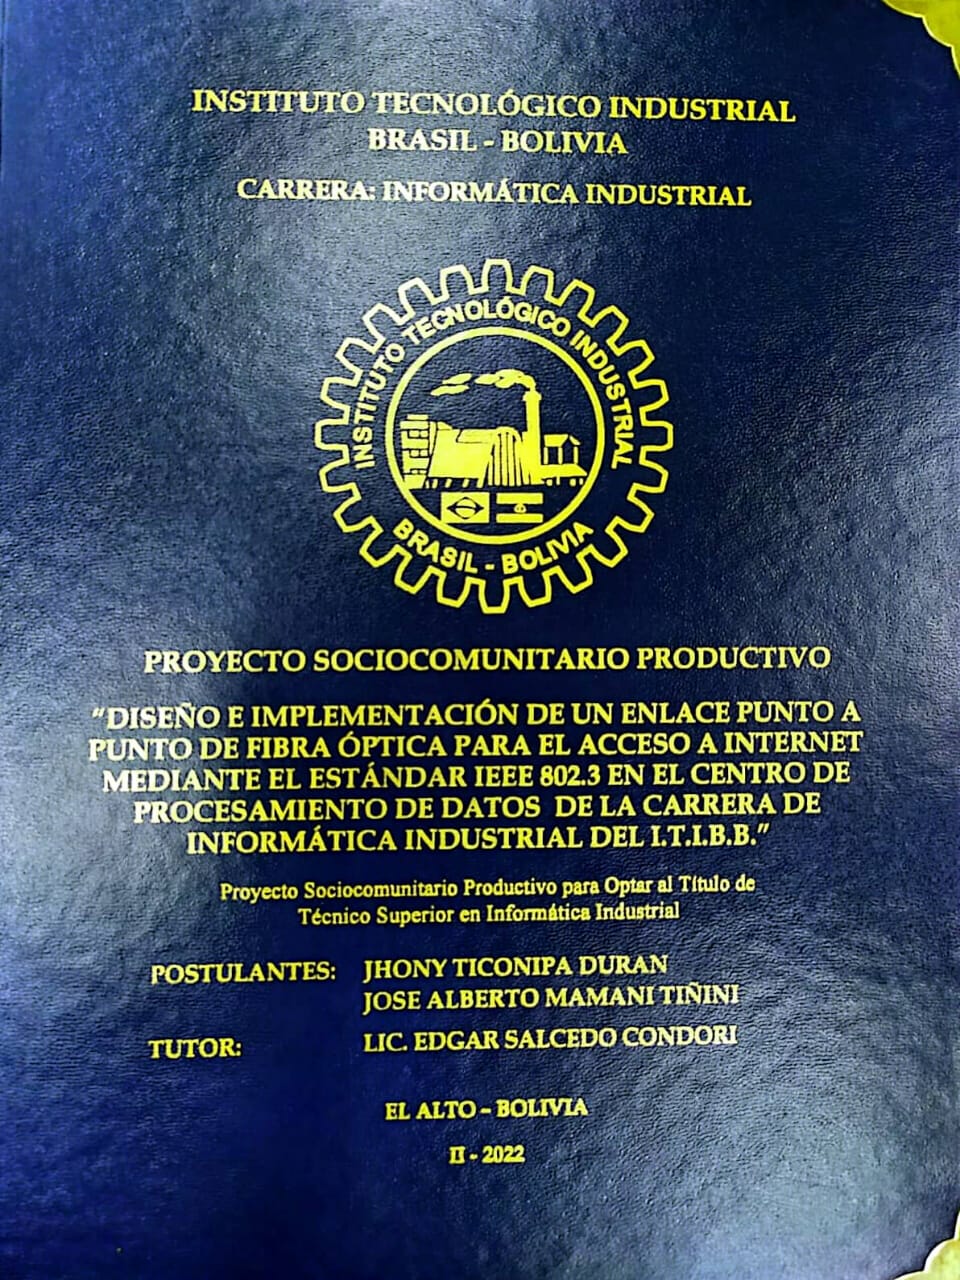 INSTITUTO TECNOLÓGICO INDUSTRIAL
BRASIL - BOLIVIA
CARRERA: INFORMÁTICA INDUSTRIAL
INSTITUTO TECNOLÓGICO INDUSTRIAL
BRASIL - BOLIVIA
PROYECTO SOCIOCOMUNITARIO PRODUCTIVO
“DISEÑO E IMPLEMENTACIÓN DE UN ENLACE PUNTO A
PUNTO DE FIBRA ÓPTICA PARA EL ACCESO A INTERNET
MEDIANTE EL ESTÁNDAR IEEE 802.3 EN EL CENTRO DE
PROCESAMIENTO DE DATOS DE LA CARRERA DE
INFORMÁTICA INDUSTRIAL DEL I.T.I.B.B.”
Proyecto Sociocomunitario Productivo para Optar al Título de
Técnico Superior en Informática Industrial
POSTULANTES: JHONY TICONIPA DURAN
JOSE ALBERTO MAMANI TIÑINI
TUTOR: LIC. EDGAR SALCEDO CONDORI
EL ALTO – BOLIVIA
II - 2022